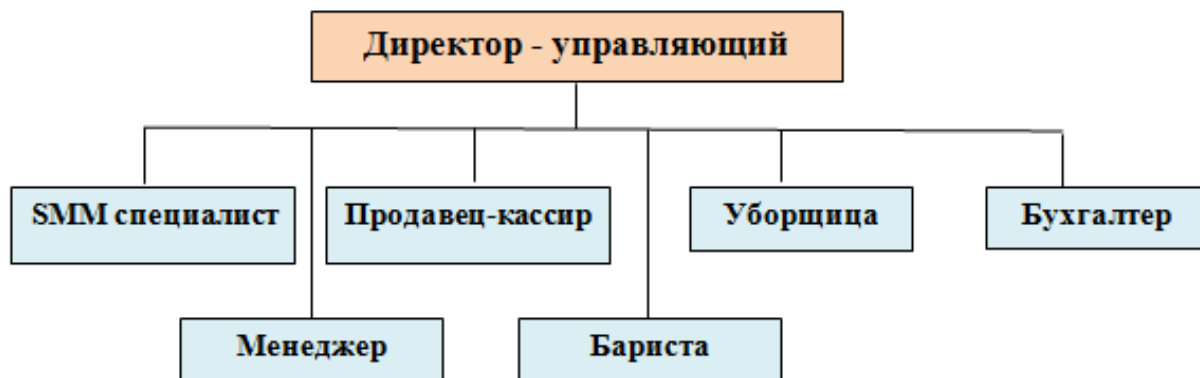 Директор - управляющий
SMM специалист
Продавец-кассир
Уборщица
Бухгалтер
Менеджер
Бариста